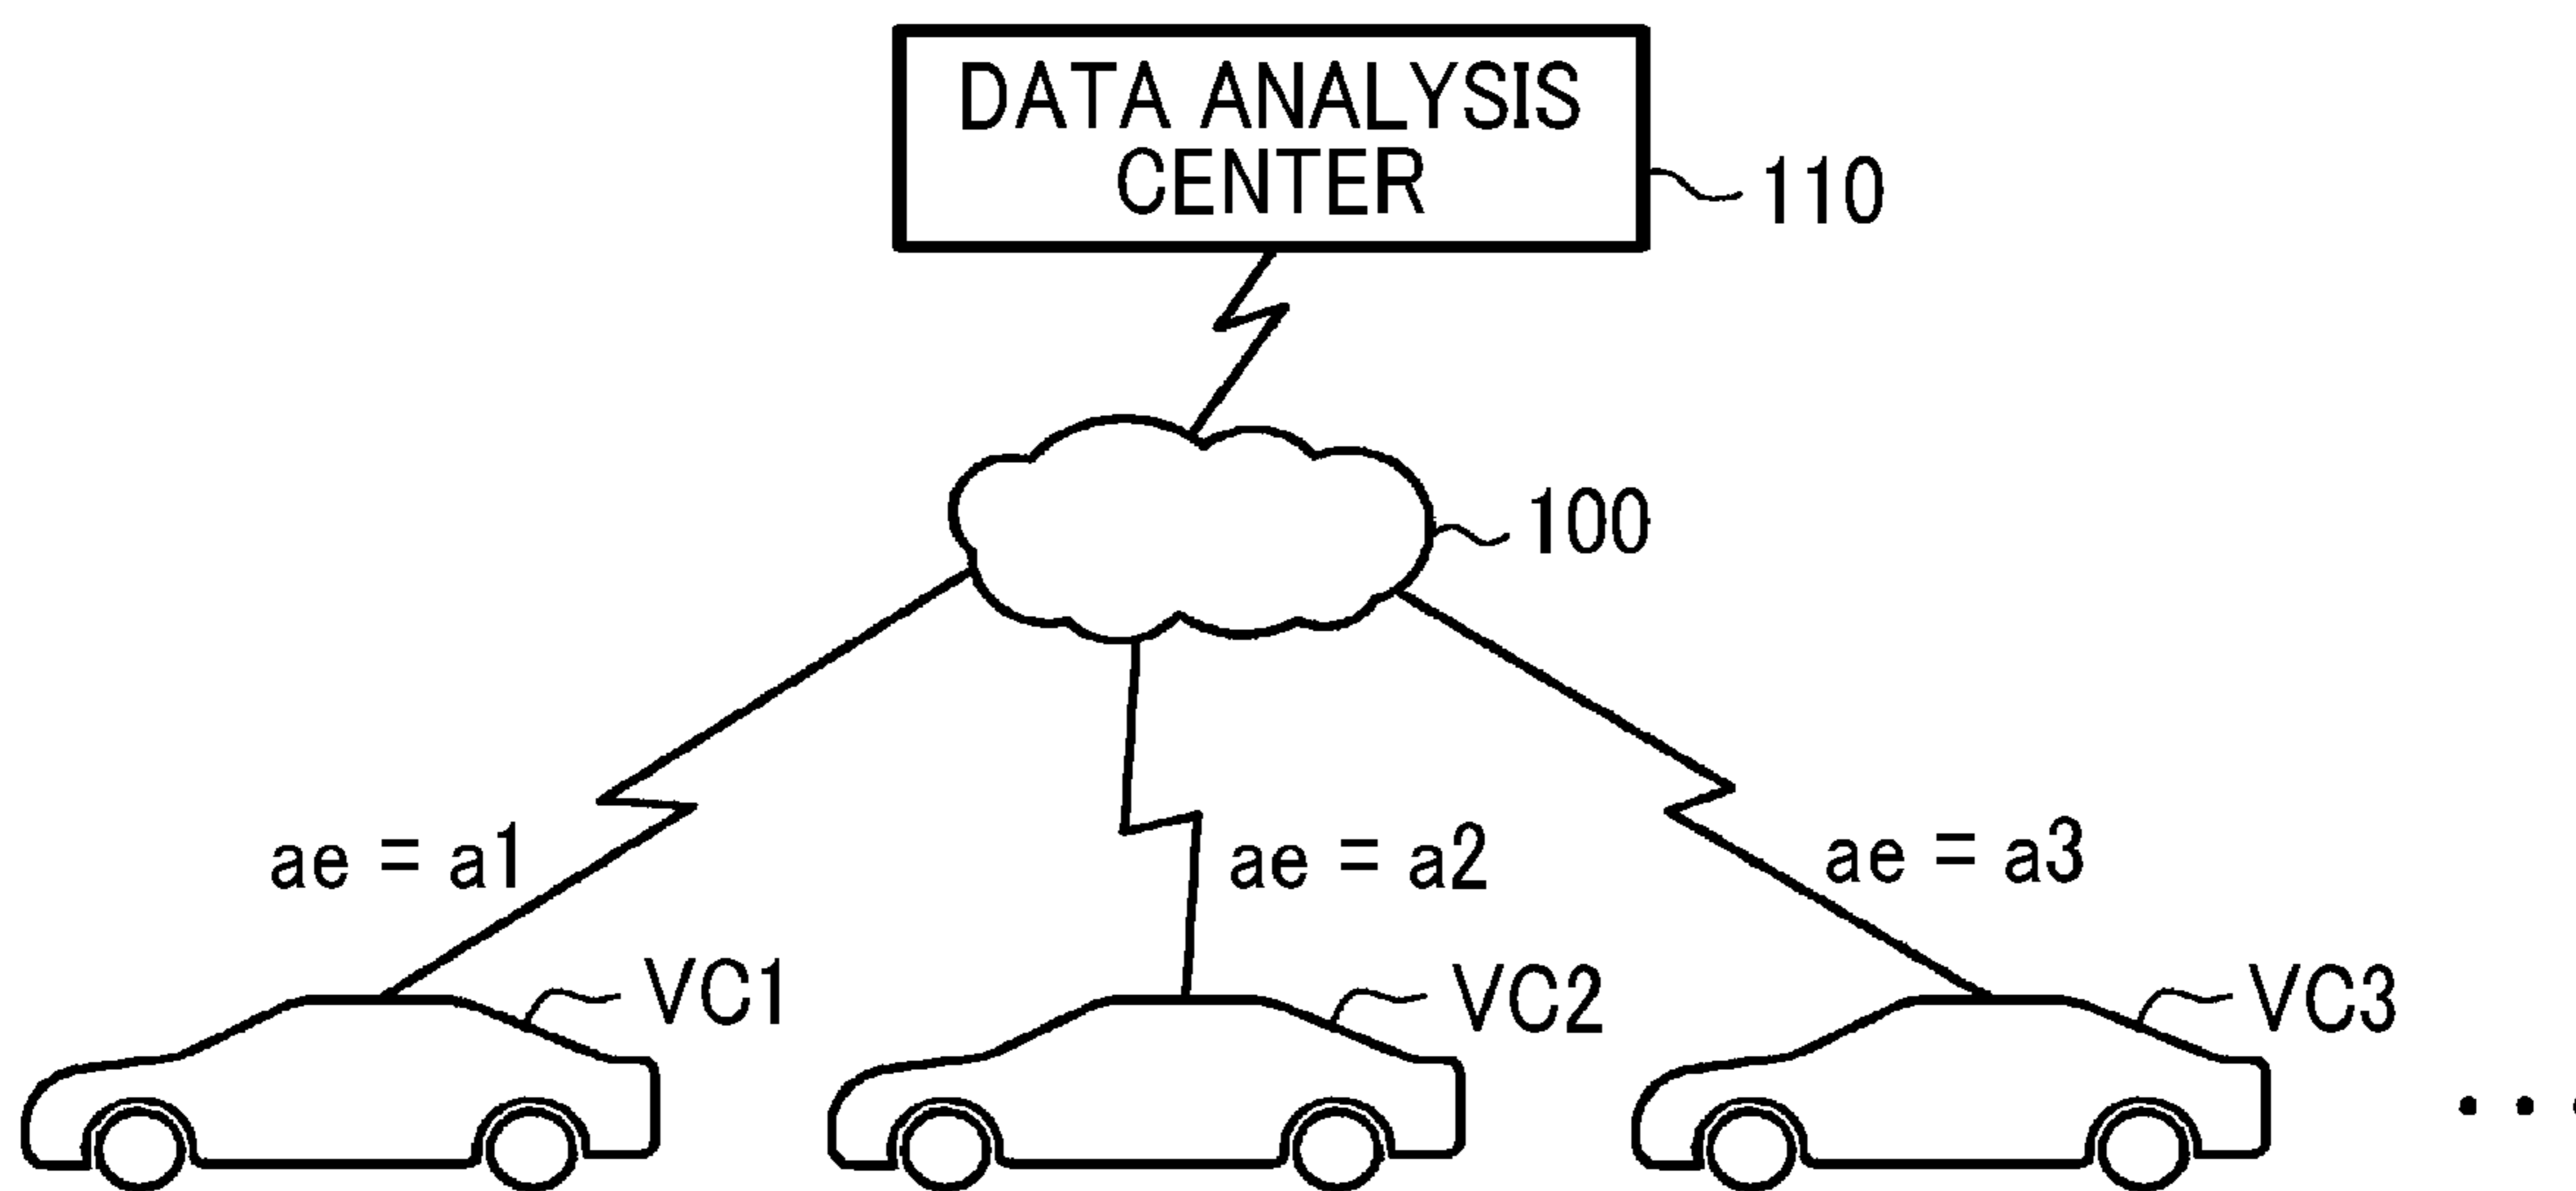 DATA ANALYSIS
CENTER
110
100
ae = a1
ae = a2
ae = a3
VC1
VC2
VC3
...